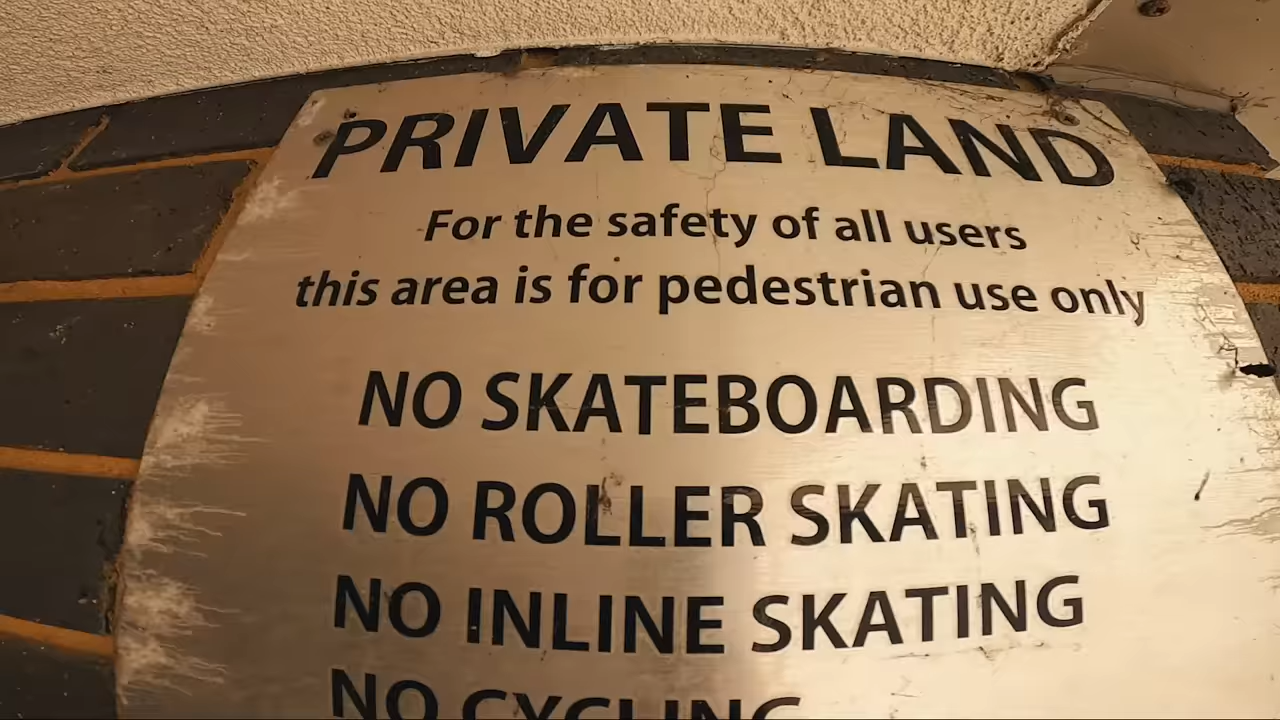 PRIVATE LAND
For the safety of all users
this area is for pedestrian use only
NO SKATEBOARDING
NO ROLLER SKATING
NO INLINE SKATING
NO CYCLING